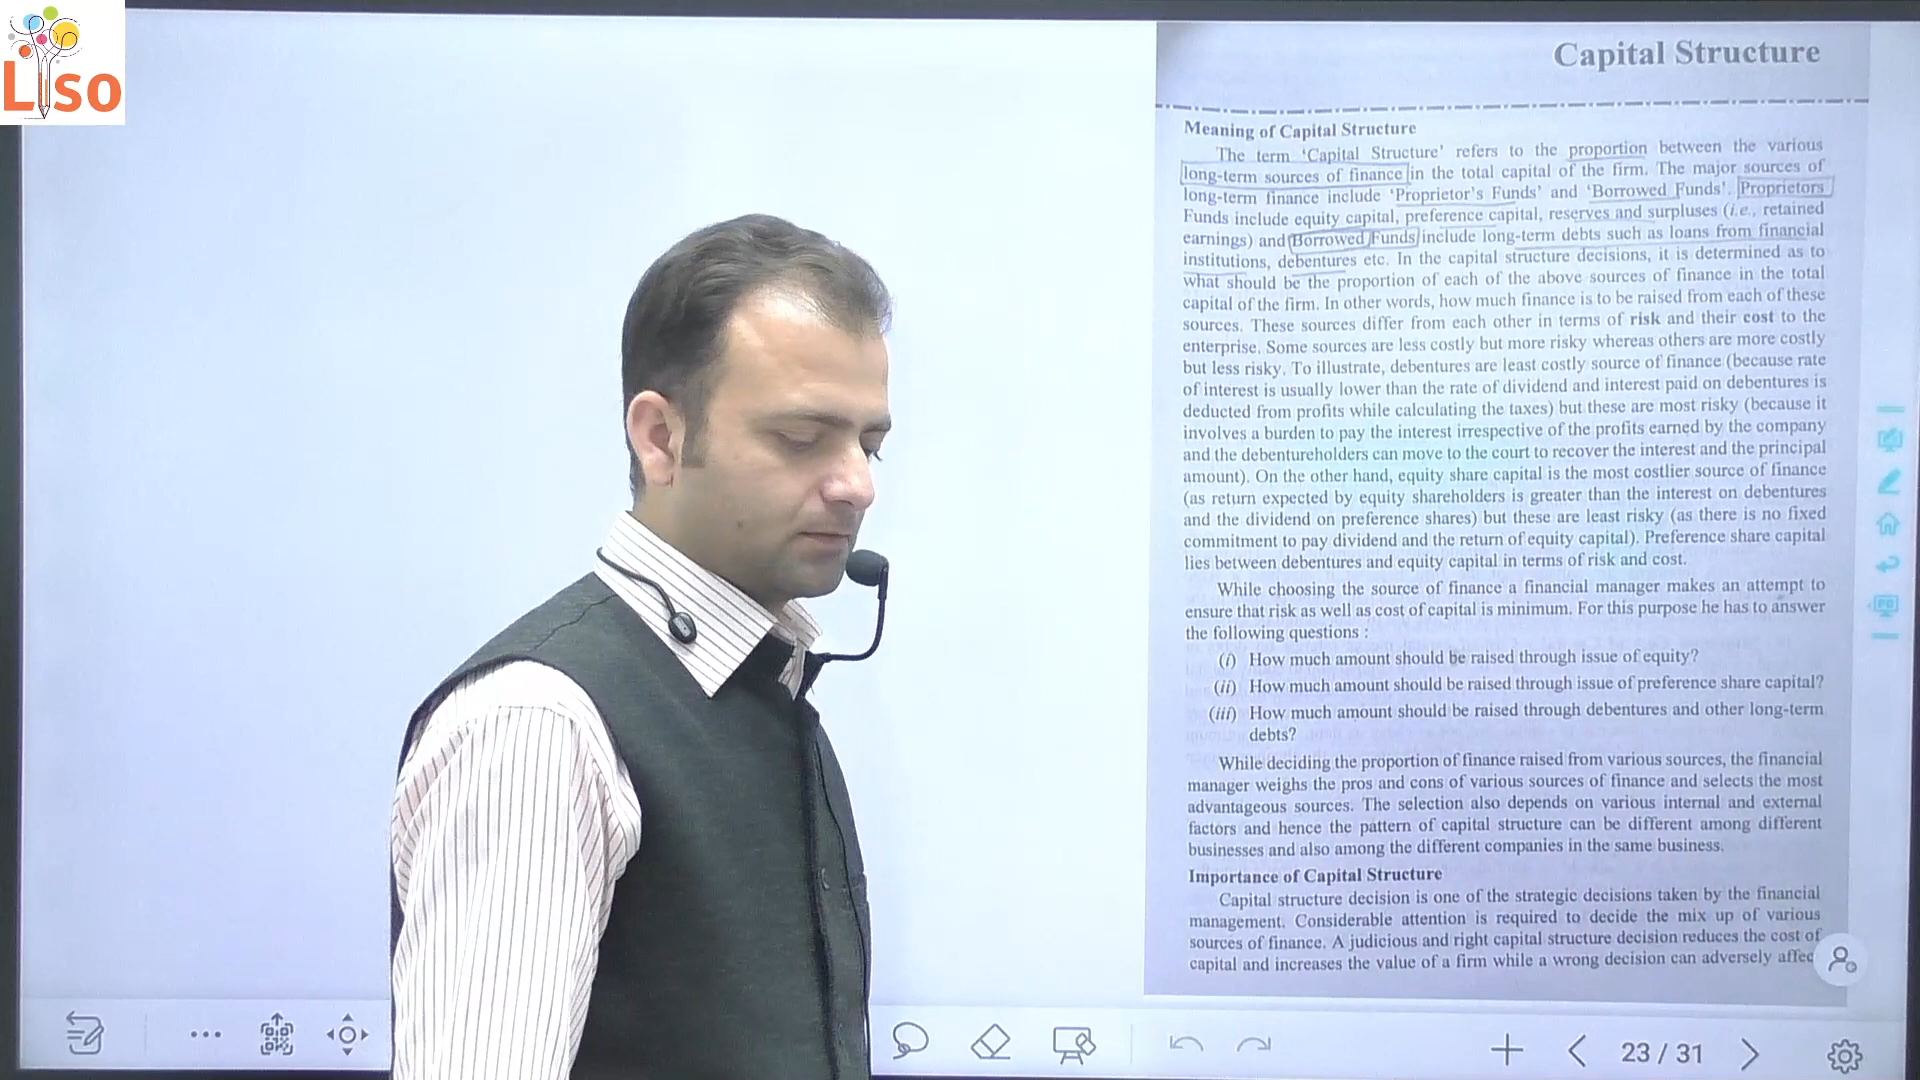 Liso
Capital Structure
Meaning of Capital Structure
The term ‘Capital Structure’ refers to the proportion between the various
long-term sources of finance in the total capital of the firm. The major sources of
long-term finance include ‘Proprietor’s Funds’ and ‘Borrowed Funds’. Proprietors
Funds include equity capital, preference capital, reserves and surpluses (i.e., retained
earnings) and Borrowed Funds include long-term debts such as loans from financial
institutions, debentures etc. In the capital structure decisions, it is determined as to
what should be the proportion of each of the above sources of finance in the total
capital of the firm. In other words, how much finance is to be raised from each of these
sources. These sources differ from each other in terms of risk and their cost to the
enterprise. Some sources are less costly but more risky whereas others are more costly
but less risky. To illustrate, debentures are least costly source of finance (because rate
of interest is usually lower than the rate of dividend and interest paid on debentures is
deducted from profits while calculating the taxes) but these are most risky (because it
involves a burden to pay the interest irrespective of the profits earned by the company
and the debentureholders can move to the court to recover the interest and the principal
amount). On the other hand, equity share capital is the most costlier source of finance
(as return expected by equity shareholders is greater than the interest on debentures
and the dividend on preference shares) but these are least risky (as there is no fixed
commitment to pay dividend and the return of equity capital). Preference share capital
lies between debentures and equity capital in terms of risk and cost.
While choosing the source of finance a financial manager makes an attempt to
ensure that risk as well as cost of capital is minimum. For this purpose he has to answer
the following questions :
(i) How much amount should be raised through issue of equity?
(ii) How much amount should be raised through issue of preference share capital?
(iii) How much amount should be raised through debentures and other long-term
debts?
While deciding the proportion of finance raised from various sources, the financial
manager weighs the pros and cons of various sources of finance and selects the most
advantageous sources. The selection also depends on various internal and external
factors and hence the pattern of capital structure can be different among different
businesses and also among the different companies in the same business.
Importance of Capital Structure
Capital structure decision is one of the strategic decisions taken by the financial
management. Considerable attention is required to decide the mix up of various
sources of finance. A judicious and right capital structure decision reduces the cost of
capital and increases the value of a firm while a wrong decision can adversely affec
23 / 31